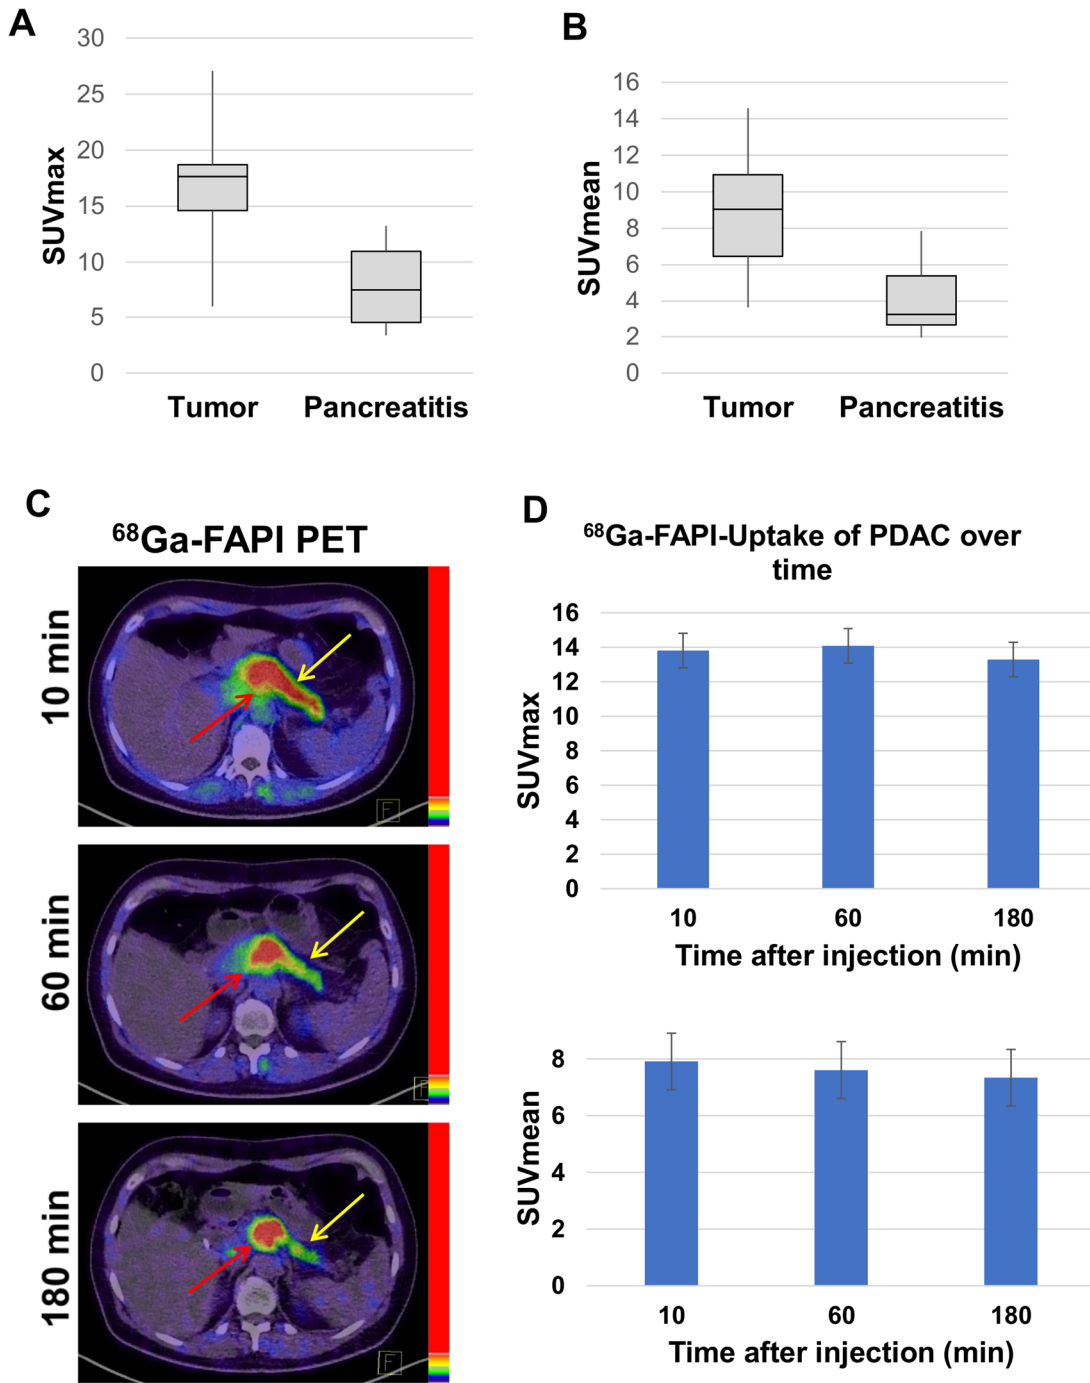 A
30
25
20
15
10
5
0
SUVmax
Tumor
Pancreatitis
B
16
14
12
10
8
6
4
2
0
SUVmean
Tumor
Pancreatitis
C
⁶⁸Ga-FAPI PET
10 min
F
60 min
F
180 min
F
D
⁶⁸Ga-FAPI-Uptake of PDAC over
time
16
14
12
10
8
6
4
2
0
SUVmax
10
60
180
Time after injection (min)
8
6
4
2
0
SUVmean
10
60
180
Time after injection (min)